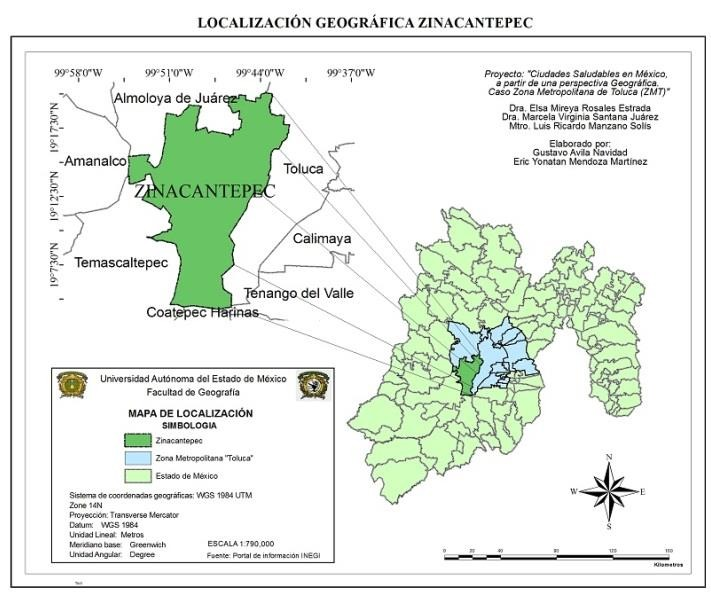 LOCALIZACIÓN GEOGRÁFICA ZINACANTEPEC
99°58'0"W 99°51'0"W 99°44'0"W 99°37'0"W
Proyecto: "Ciudades Saludables en México,
a partir de una perspectiva Geográfica.
Caso Zona Metropolitana de Toluca (ZMT)"
Dra. Elsa Mireya Rosales Estrada
Dra. Marcela Virginia Santana Juárez
Mtro. Luis Ricardo Manzano Solís
Elaborado por:
Gustavo Avila Navidad
Eric Yonatan Mendoza Martínez
19°17'30"N
19°12'30"N
19°7'30"N
Almoloya de Juárez
Amanalco
Toluca
ZINACANTEPEC
Calimaya
Temascaltepec
Tenango del Valle
Coatepec Harinas
Universidad Autónoma del Estado de México
Facultad de Geografía
MAPA DE LOCALIZACIÓN
SIMBOLOGIA
Zinacantepec
Zona Metropolitana "Toluca"
Estado de México
Sistema de coordenadas geográficas: WGS 1984 UTM
Zone 14N
Proyección: Transverse Mercator
Datum: WGS 1984
Unidad Lineal: Metros
Meridiano base: Greenwich
Unidad Angular: Degree
ESCALA 1:790,000
Fuente: Portal de información INEGI
N
W E
S
Kilometros